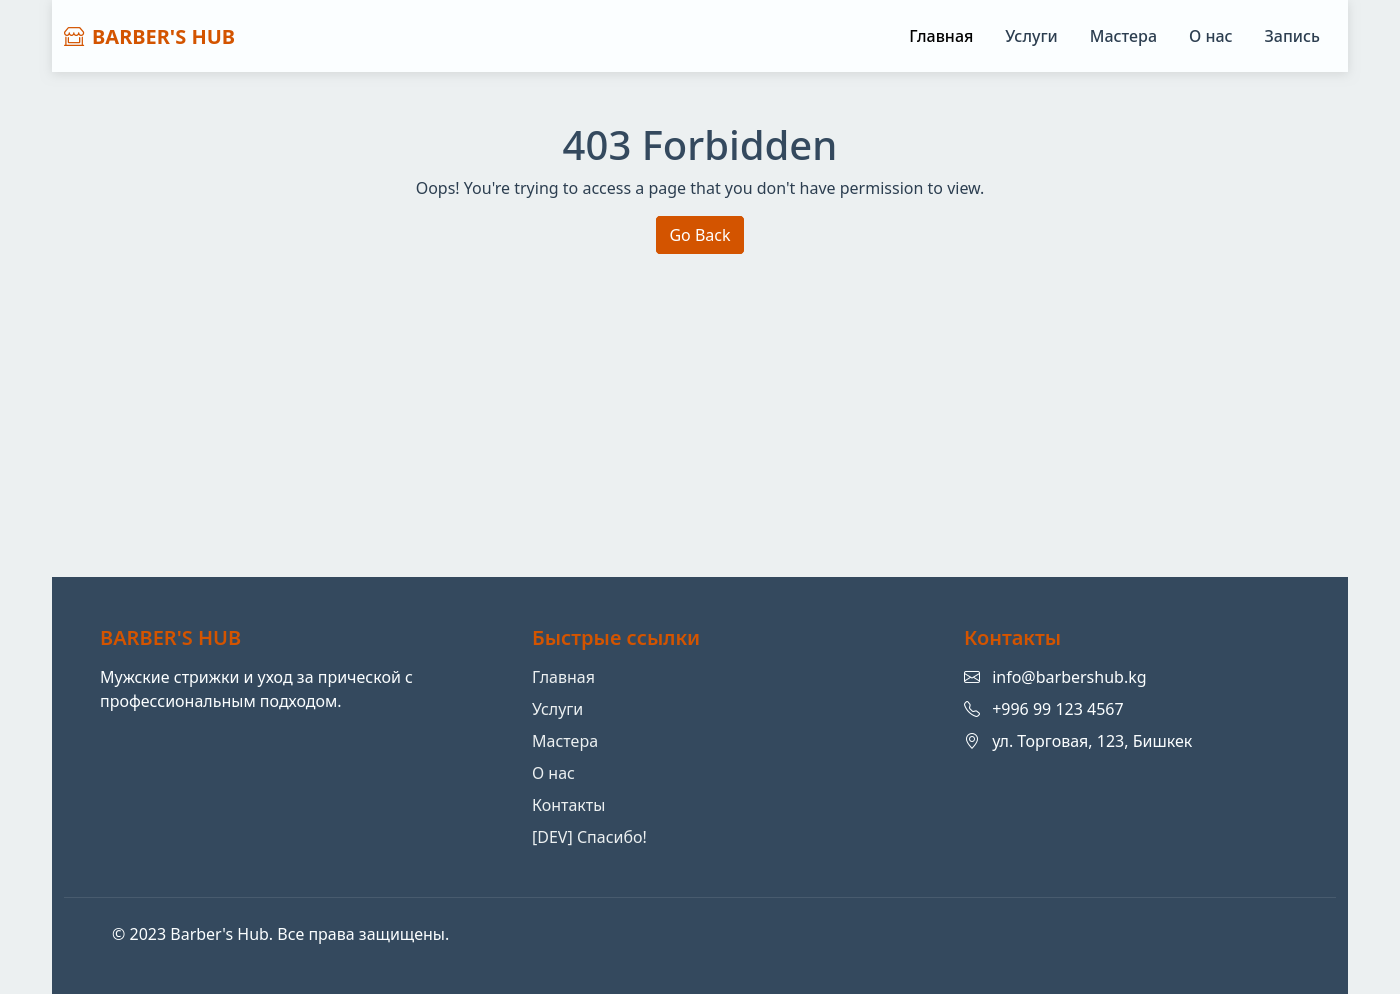 BARBER'S HUB
Главная
Услуги
Мастера
О нас
Запись
403 Forbidden
Oops! You're trying to access a page that you don't have permission to view.
Go Back
BARBER'S HUB
Мужские стрижки и уход за прической с
профессиональным подходом.
Быстрые ссылки
Главная
Услуги
Мастера
О нас
Контакты
[DEV] Спасибо!
Контакты
info@barbershub.kg
+996 99 123 4567
ул. Торговая, 123, Бишкек
© 2023 Barber's Hub. Все права защищены.